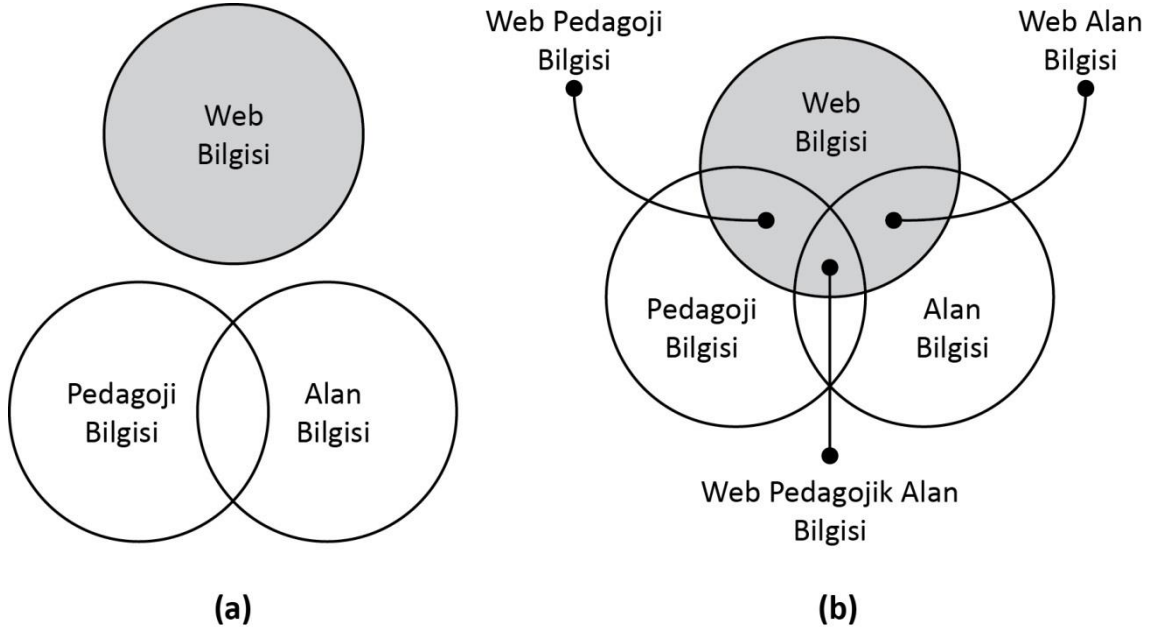 Web
Bilgisi
Pedagoji
Bilgisi
Alan
Bilgisi
(a)
Web Pedagoji
Bilgisi
Web Alan
Bilgisi
Web
Bilgisi
Pedagoji
Bilgisi
Alan
Bilgisi
Web Pedagojik Alan
Bilgisi
(b)